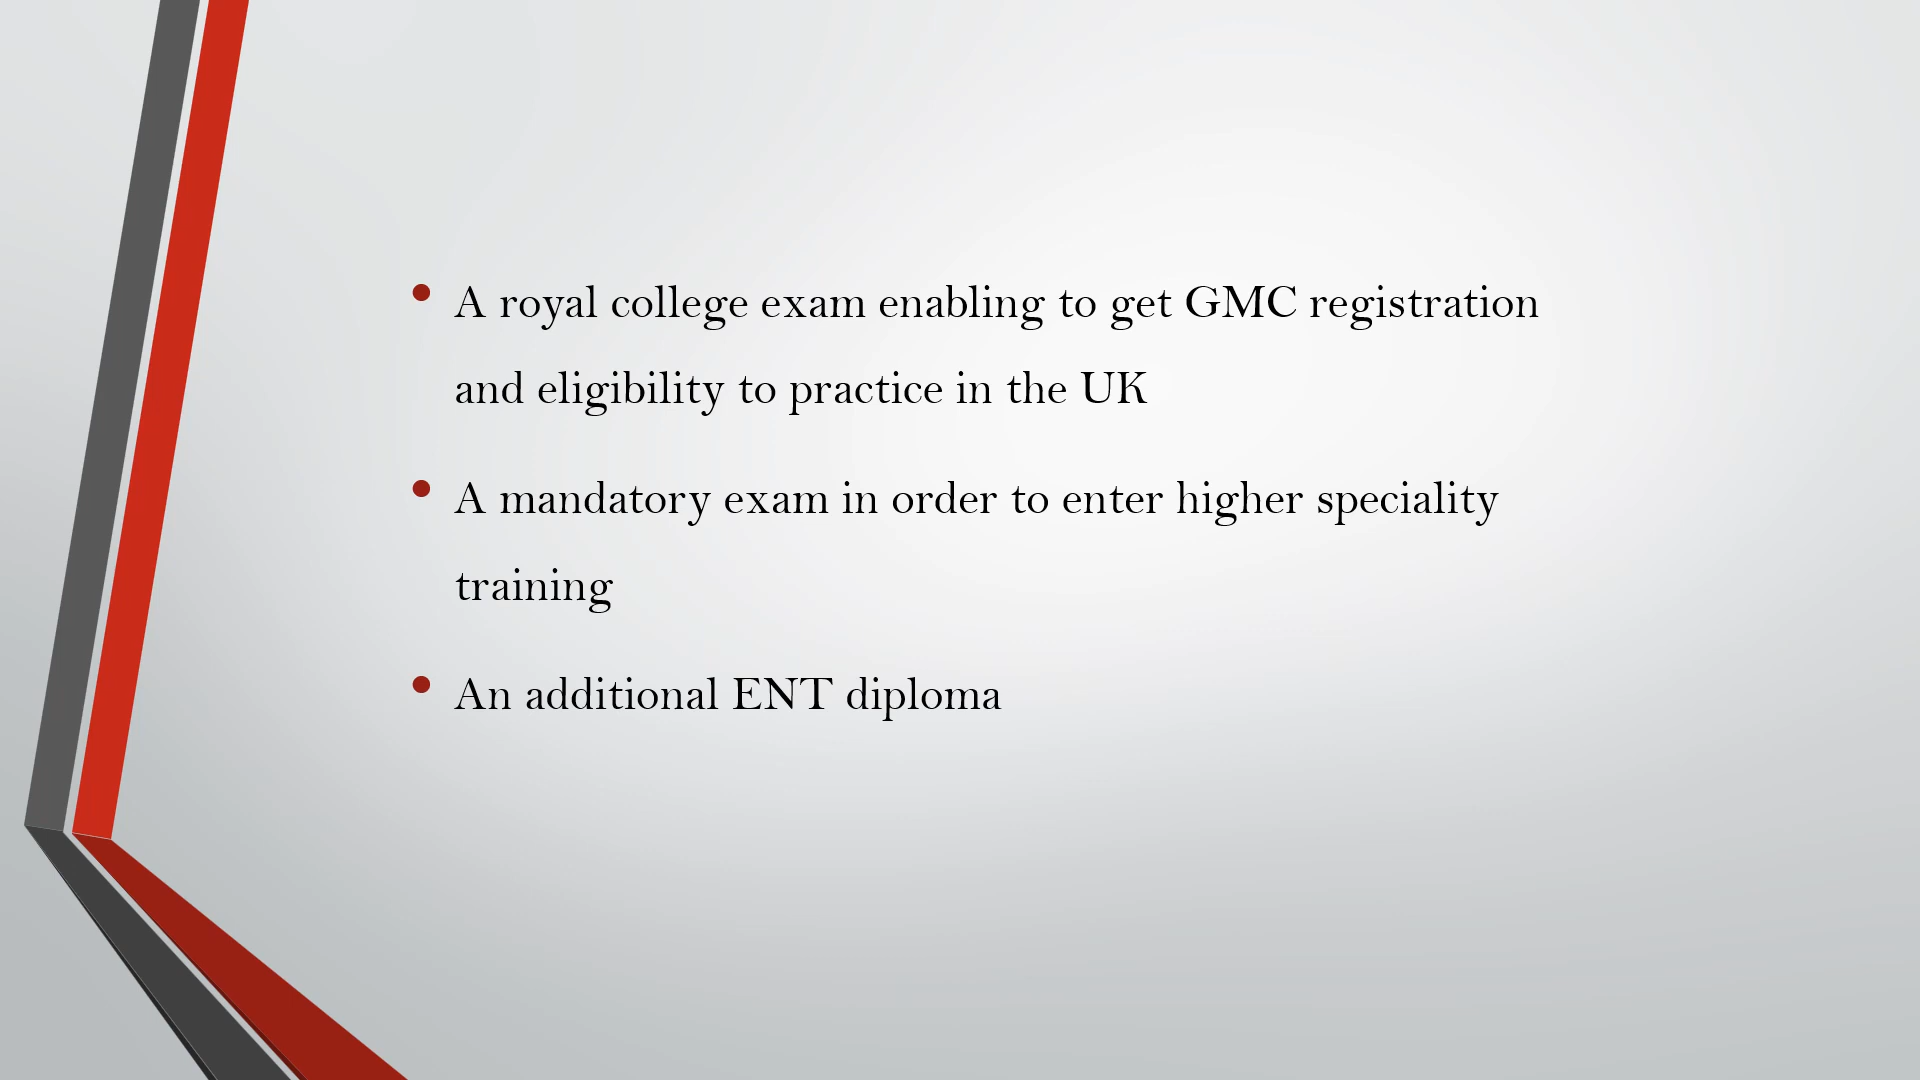 • A royal college exam enabling to get GMC registration
and eligibility to practice in the UK
• A mandatory exam in order to enter higher speciality
training
• An additional ENT diploma